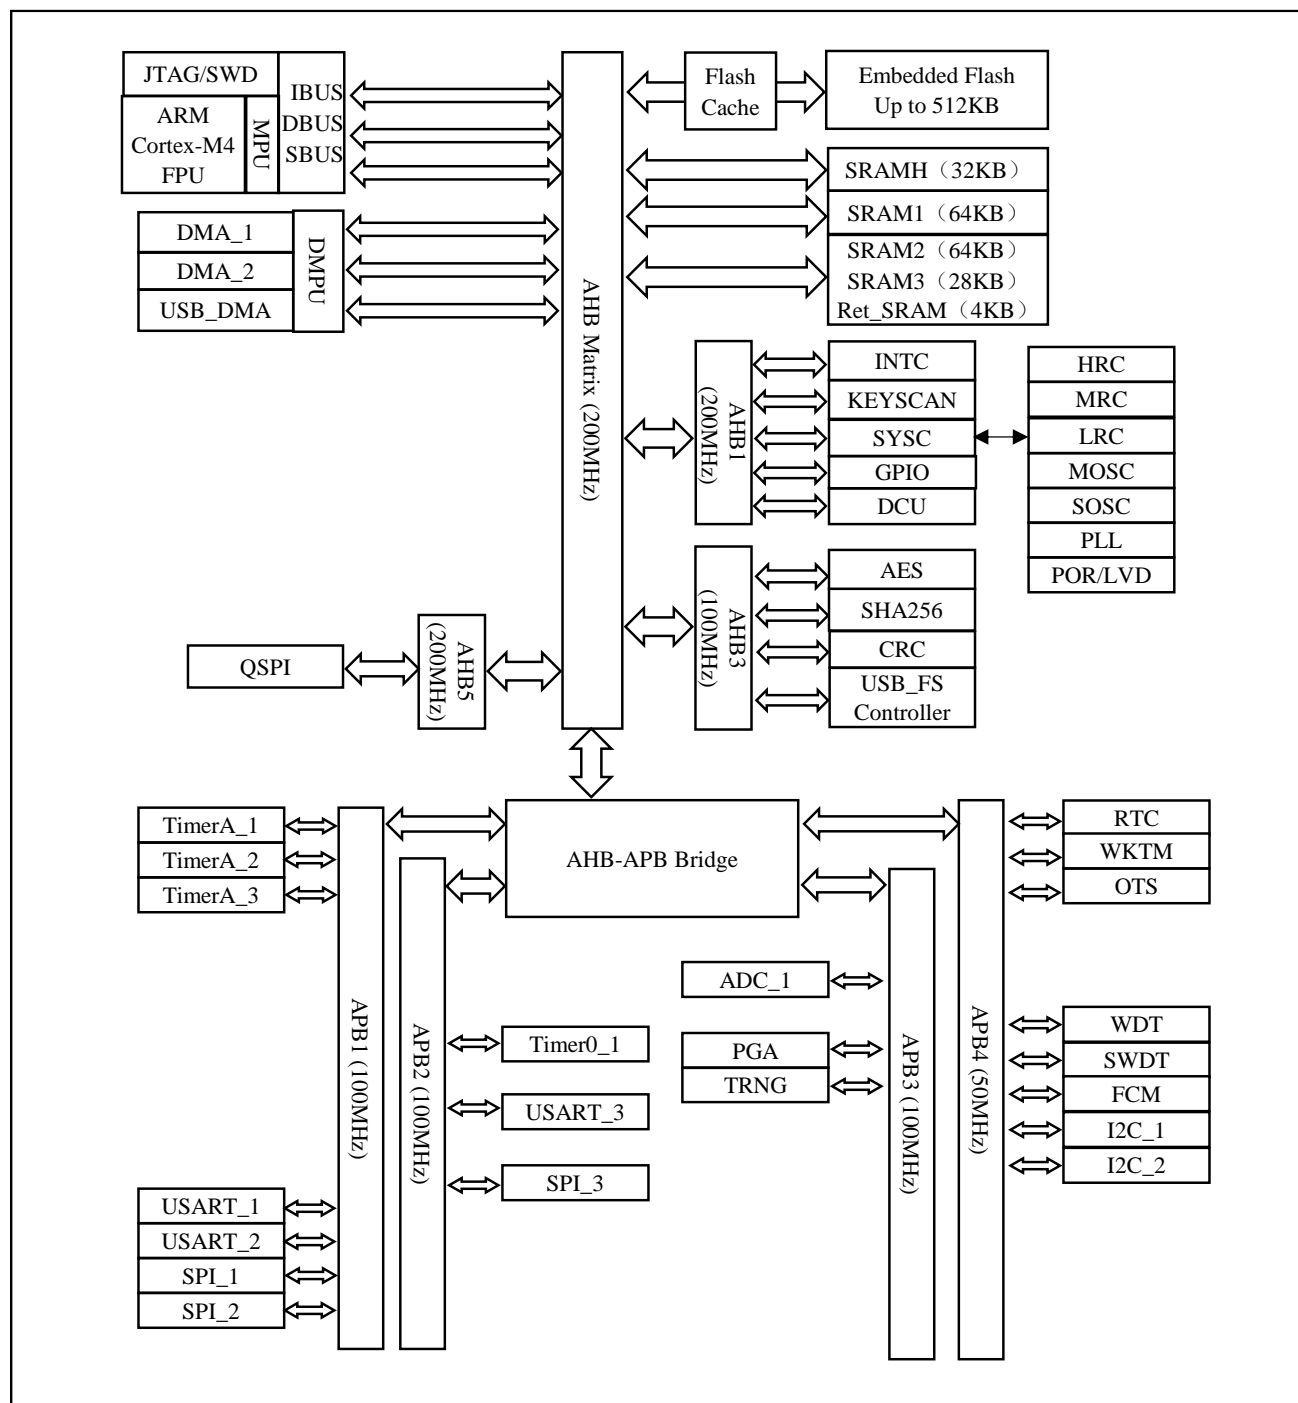 JTAG/SWD
ARM
Cortex-M4
FPU
MPU
IBUS
DBUS
SBUS
DMA_1
DMA_2
USB_DMA
DMPU
AHB Matrix (200MHz)
Flash
Cache
Embedded Flash
Up to 512KB
SRAMH（32KB）
SRAM1（64KB）
SRAM2（64KB）
SRAM3（28KB）
Ret_SRAM（4KB）
AHB1
(200MHz)
INTC
KEYSCAN
SYSC
GPIO
DCU
HRC
MRC
LRC
MOSC
SOSC
PLL
POR/LVD
AHB3
(100MHz)
AES
SHA256
CRC
USB_FS
Controller
QSPI
AHB5
(200MHz)
AHB-APB Bridge
TimerA_1
TimerA_2
TimerA_3
USART_1
USART_2
SPI_1
SPI_2
APB1 (100MHz)
APB2 (100MHz)
Timer0_1
USART_3
SPI_3
ADC_1
PGA
TRNG
APB3 (100MHz)
APB4 (50MHz)
RTC
WKTM
OTS
WDT
SWDT
FCM
I2C_1
I2C_2